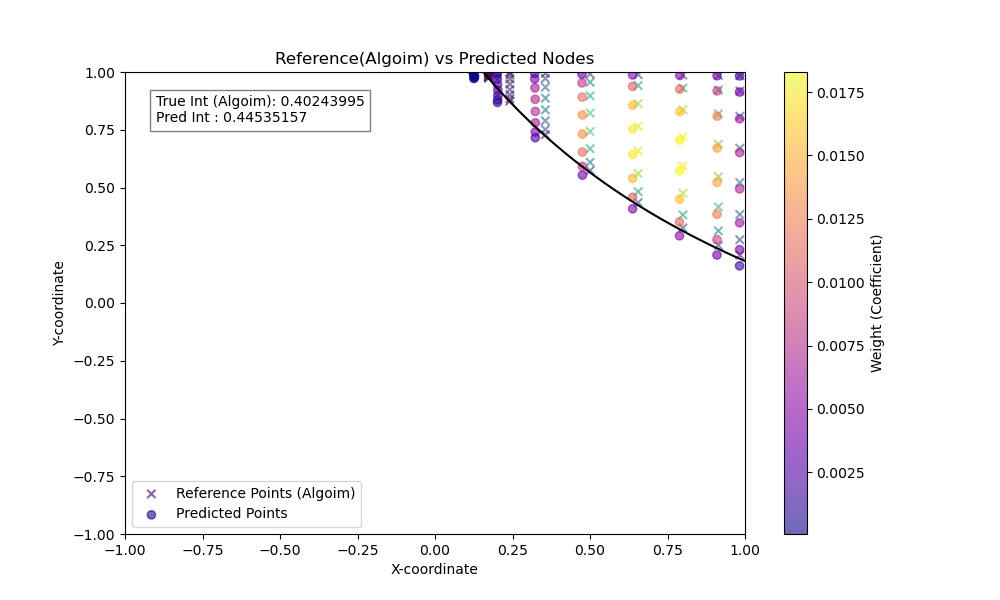 Reference(Algoim) vs Predicted Nodes
True Int (Algoim): 0.40243995
Pred Int : 0.44535157
1.00
0.75
0.50
0.25
0.00
−0.25
−0.50
−0.75
−1.00
Y-coordinate
Reference Points (Algoim)
Predicted Points
−1.00 −0.75 −0.50 −0.25 0.00 0.25 0.50 0.75 1.00
X-coordinate
0.0175
0.0150
0.0125
0.0100
0.0075
0.0050
0.0025
Weight (Coefficient)